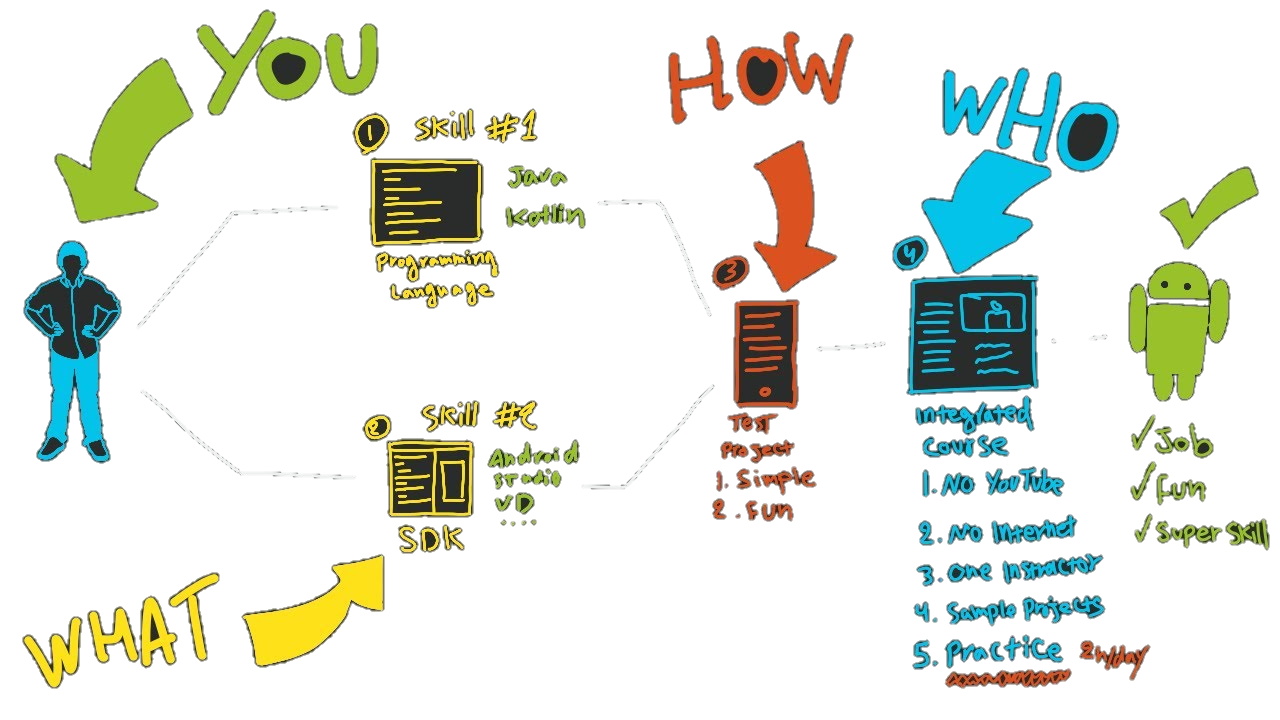 YOU
1 Skill #1
Java
Kotlin
Programming
Language
2 Skill #2
Android
Studio
VD
....
SDK
WHAT
HOW
3
Test
Project
1. Simple
2. Fun
WHO
4
Integrated
Course
1. No YouTube
2. No Internet
3. One Instructor
4. Sample Projects
5. Practice 2h/day
✓ Job
✓ Fun
✓ Super Skill